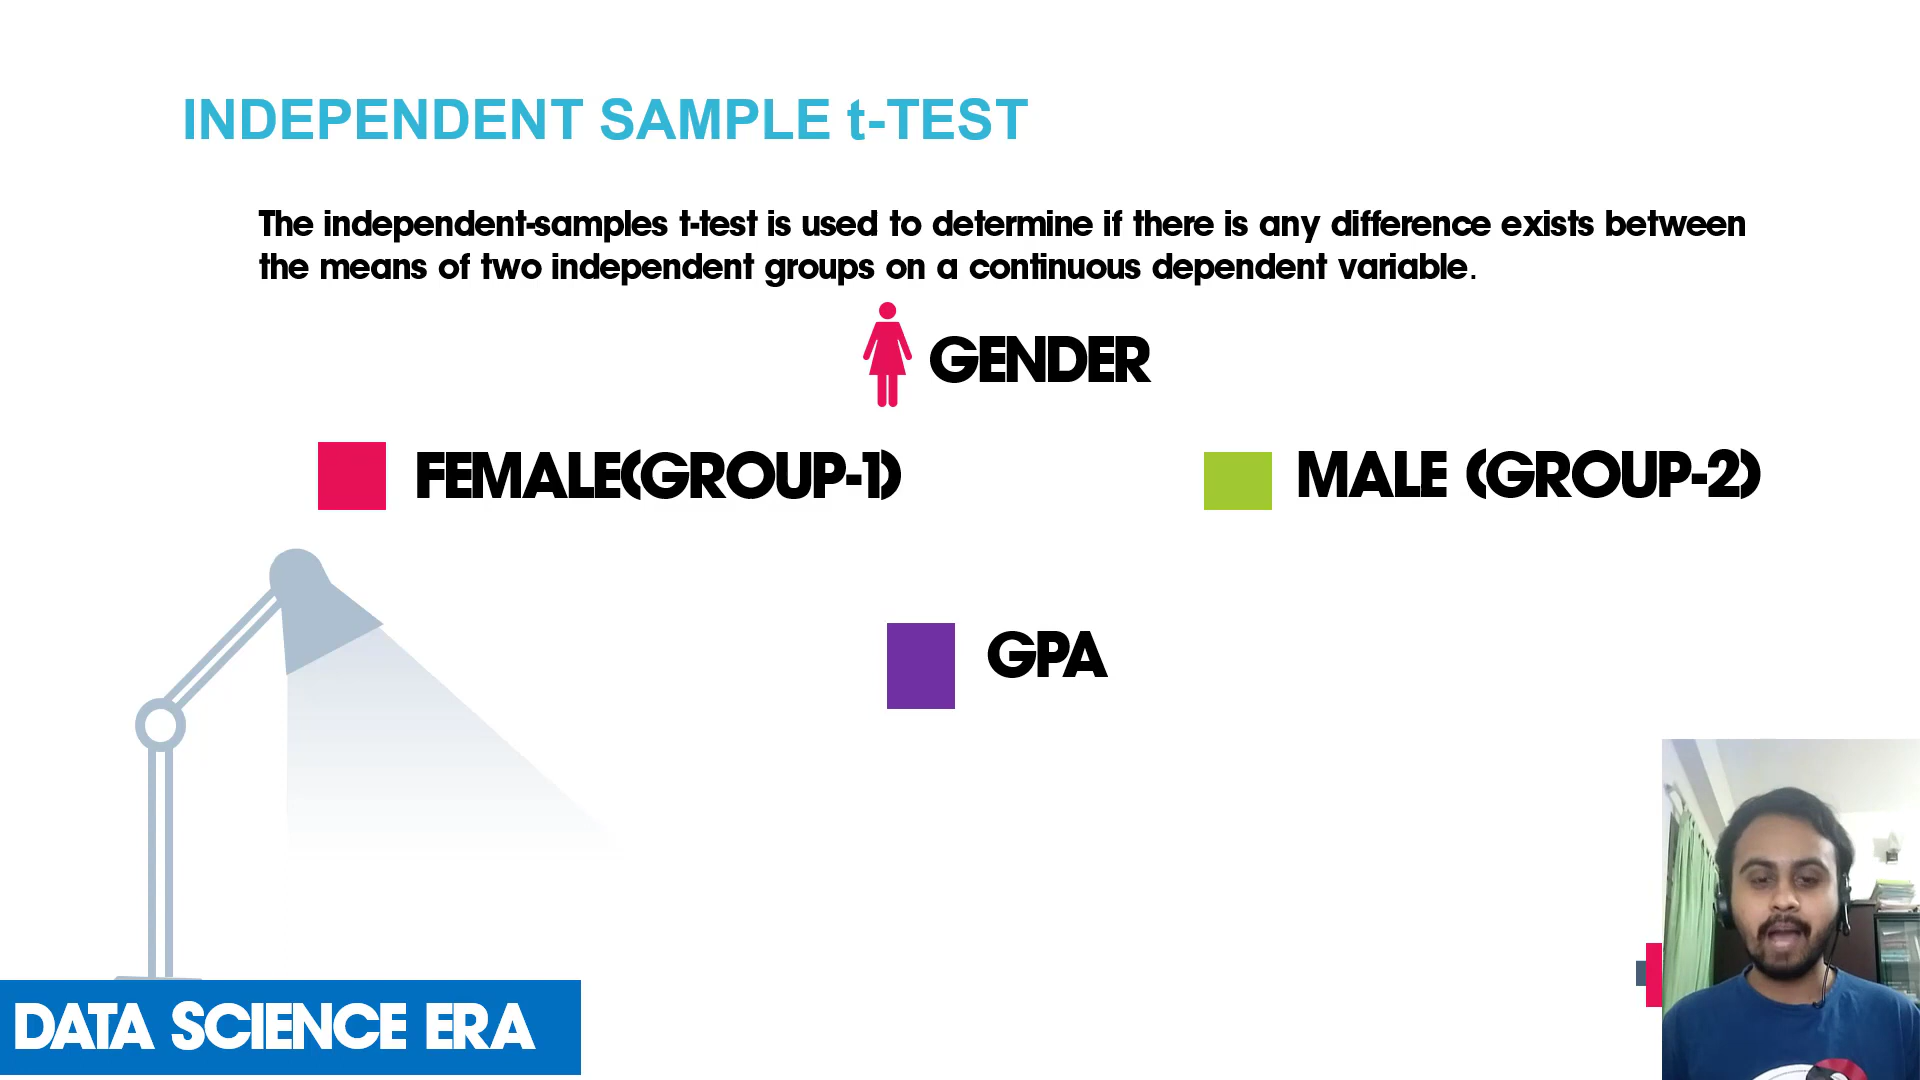 INDEPENDENT SAMPLE t-TEST
The independent-samples t-test is used to determine if there is any difference exists between
the means of two independent groups on a continuous dependent variable.
GENDER
FEMALE(GROUP-1)
MALE (GROUP-2)
GPA
DATA SCIENCE ERA